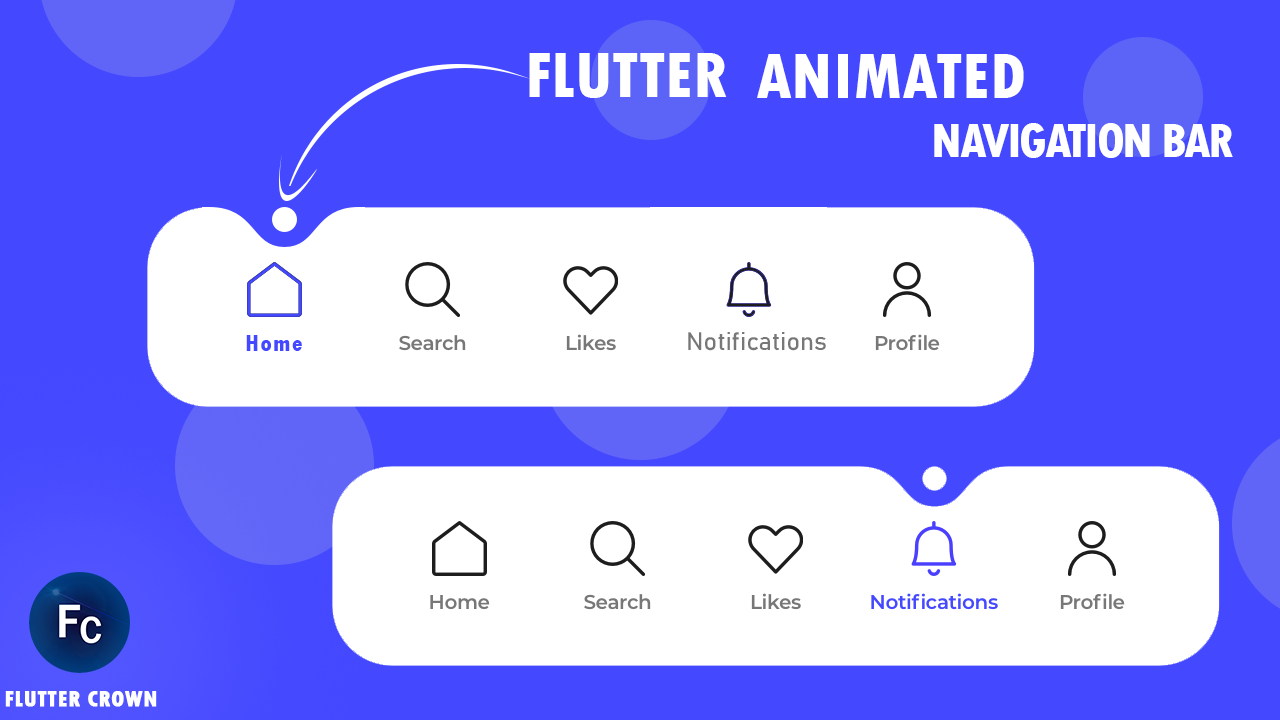 FLUTTER ANIMATED
NAVIGATION BAR
Home Search Likes Notifications Profile
Home Search Likes Notifications Profile
Fc
FLUTTER CROWN